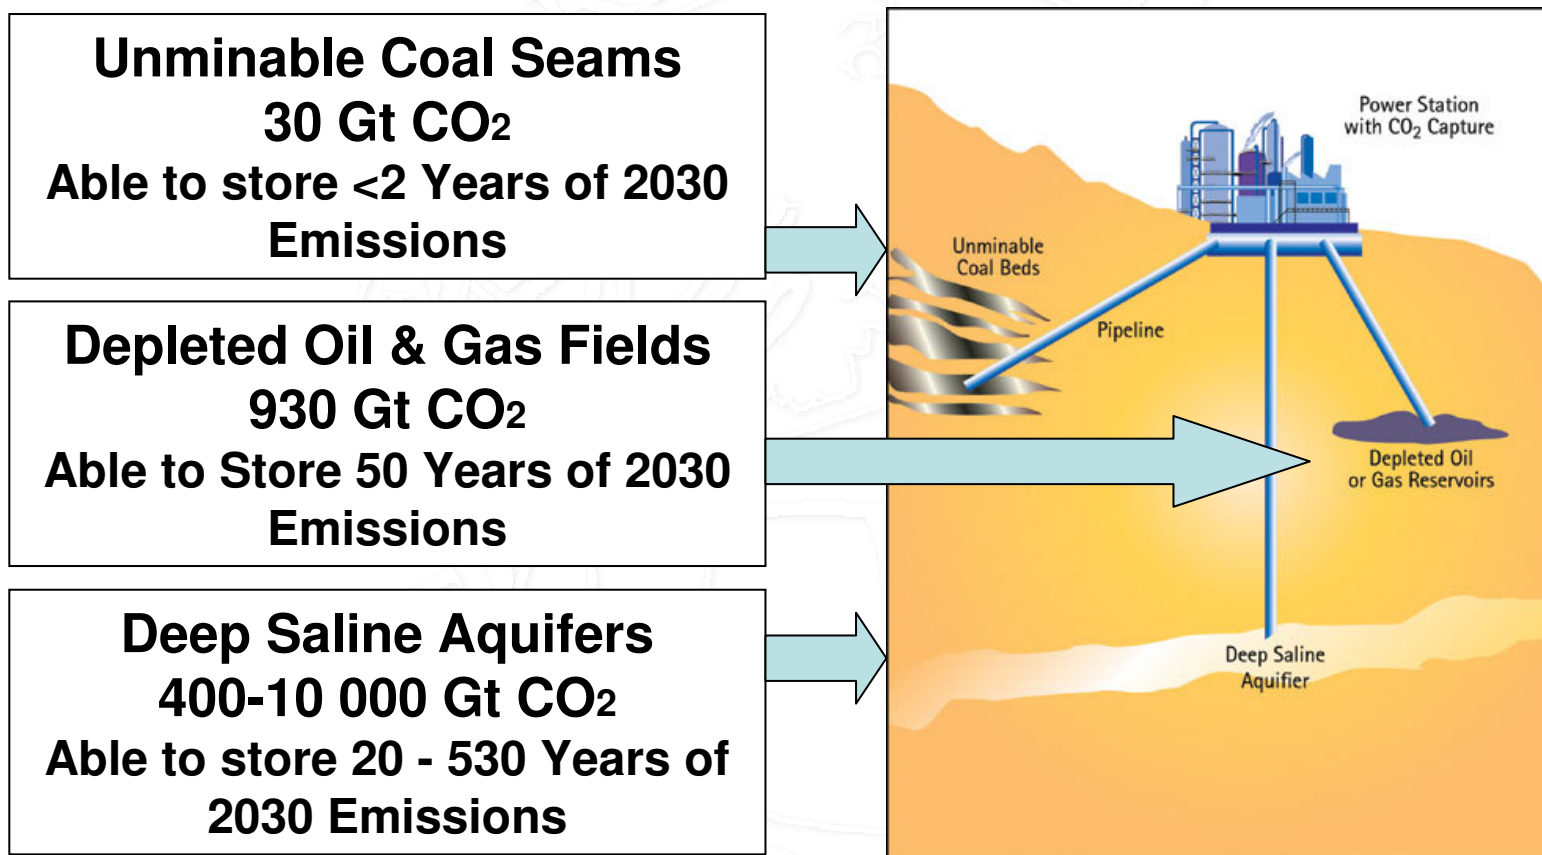 Unminable Coal Seams
30 Gt CO2
Able to store <2 Years of 2030
Emissions
Depleted Oil & Gas Fields
930 Gt CO2
Able to Store 50 Years of 2030
Emissions
Deep Saline Aquifers
400-10 000 Gt CO2
Able to store 20 - 530 Years of
2030 Emissions
Power Station
with CO2 Capture
Unminable
Coal Beds
Pipeline
Depleted Oil
or Gas Reservoirs
Deep Saline
Aquifier